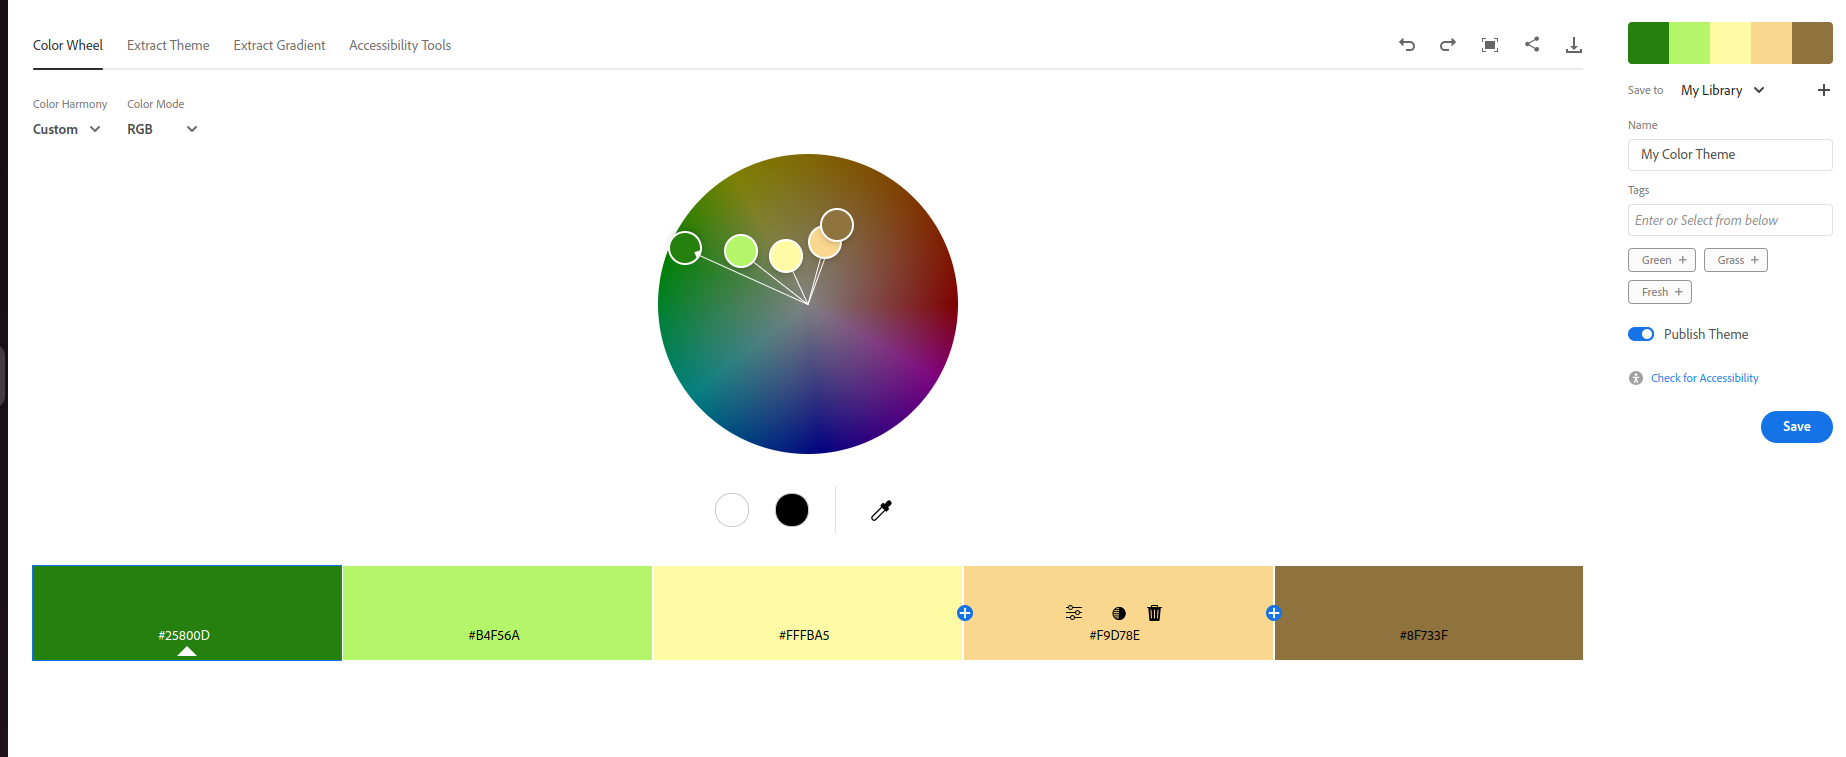 Color Wheel Extract Theme Extract Gradient Accessibility Tools
Color Harmony Color Mode
Custom RGB
#25800D #B4F56A #FFFBA5 #F9D78E #8F733F
Save to My Library
Name
My Color Theme
Tags
Enter or Select from below
Green + Grass +
Fresh +
Publish Theme
Check for Accessibility
Save